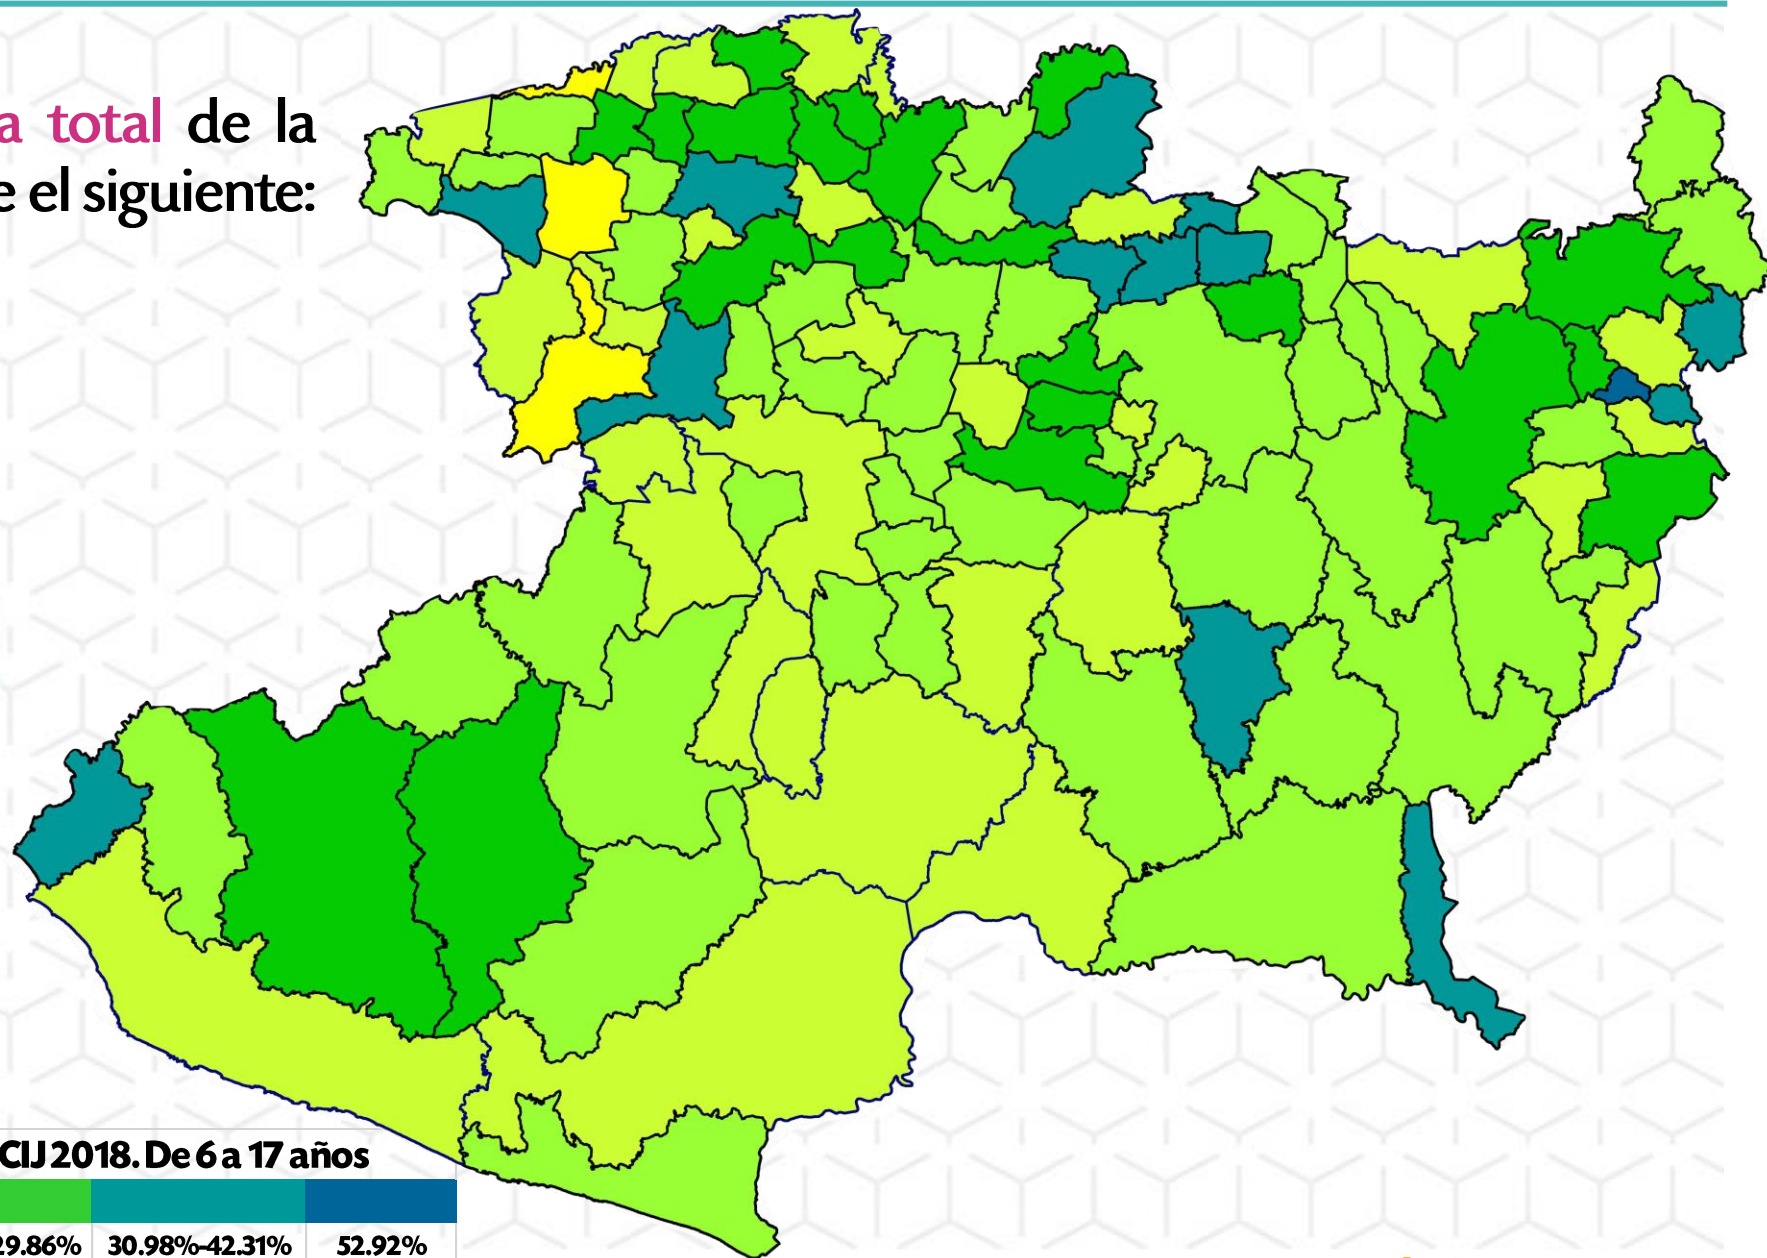 a total de la
e el siguiente:
CIJ 2018. De 6 a 17 años
29.86% 30.98%-42.31% 52.92%